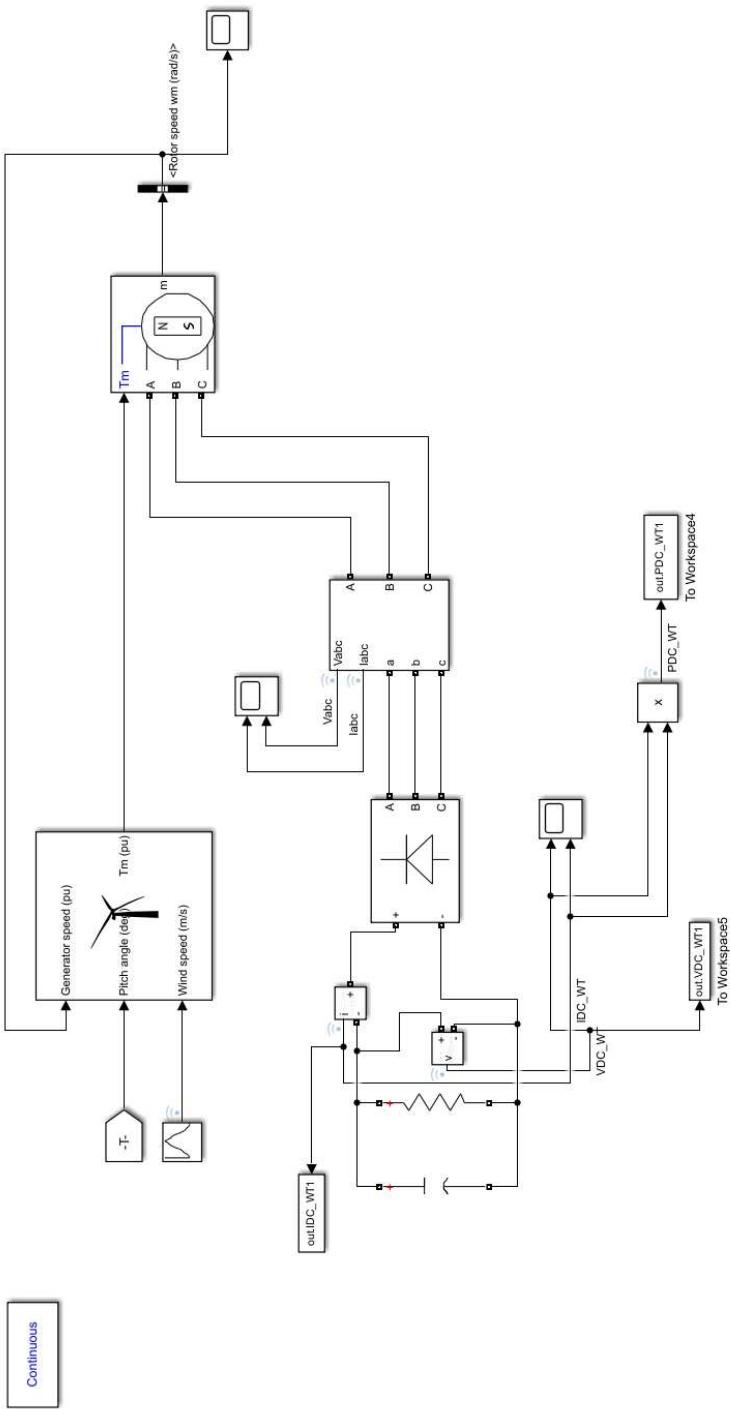 Continuous
-T-
Generator speed (pu)
Pitch angle (deg)
Wind speed (m/s)
Tm (pu)
Tm
A
B
C
m
N
S
<Rotor speed wm (rad/s)>
out.IDC_WT1
i
+
-
v
+
-
+
+
+
-
A
B
C
Vabc
Iabc
Vabc
Iabc
a
b
c
A
B
C
IDC_WT
VDC_WT
out.VDC_WT1
To Workspace5
x
PDC_WT
out.PDC_WT1
To Workspace4